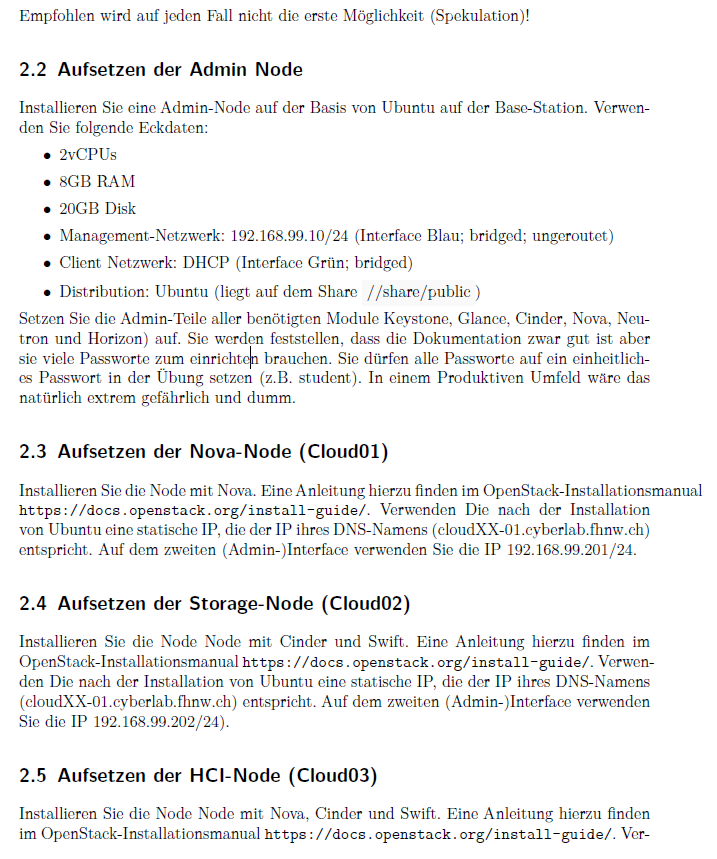 Empfohlen wird auf jeden Fall nicht die erste Möglichkeit (Spekulation)!
2.2 Aufsetzen der Admin Node
Installieren Sie eine Admin-Node auf der Basis von Ubuntu auf der Base-Station. Verwen-
den Sie folgende Eckdaten:
• 2vCPUs
• 8GB RAM
• 20GB Disk
• Management-Netzwerk: 192.168.99.10/24 (Interface Blau; bridged; ungeroutet)
• Client Netzwerk: DHCP (Interface Grün; bridged)
• Distribution: Ubuntu (liegt auf dem Share //share/public )
Setzen Sie die Admin-Teile aller benötigten Module Keystone, Glance, Cinder, Nova, Neu-
tron und Horizon) auf. Sie werden feststellen, dass die Dokumentation zwar gut ist aber
sie viele Passworte zum einrichten brauchen. Sie dürfen alle Passworte auf ein einheitlich-
es Passwort in der Übung setzen (z.B. student). In einem Produktiven Umfeld wäre das
natürlich extrem gefährlich und dumm.
2.3 Aufsetzen der Nova-Node (Cloud01)
Installieren Sie die Node mit Nova. Eine Anleitung hierzu finden im OpenStack-Installationsmanual
https://docs.openstack.org/install-guide/. Verwenden Die nach der Installation
von Ubuntu eine statische IP, die der IP ihres DNS-Namens (cloudXX-01.cyberlab.fhnw.ch)
entspricht. Auf dem zweiten (Admin-)Interface verwenden Sie die IP 192.168.99.201/24.
2.4 Aufsetzen der Storage-Node (Cloud02)
Installieren Sie die Node Node mit Cinder und Swift. Eine Anleitung hierzu finden im
OpenStack-Installationsmanual https://docs.openstack.org/install-guide/. Verwen-
den Die nach der Installation von Ubuntu eine statische IP, die der IP ihres DNS-Namens
(cloudXX-01.cyberlab.fhnw.ch) entspricht. Auf dem zweiten (Admin-)Interface verwenden
Sie die IP 192.168.99.202/24).
2.5 Aufsetzen der HCI-Node (Cloud03)
Installieren Sie die Node Node mit Nova, Cinder und Swift. Eine Anleitung hierzu finden
im OpenStack-Installationsmanual https://docs.openstack.org/install-guide/. Ver-